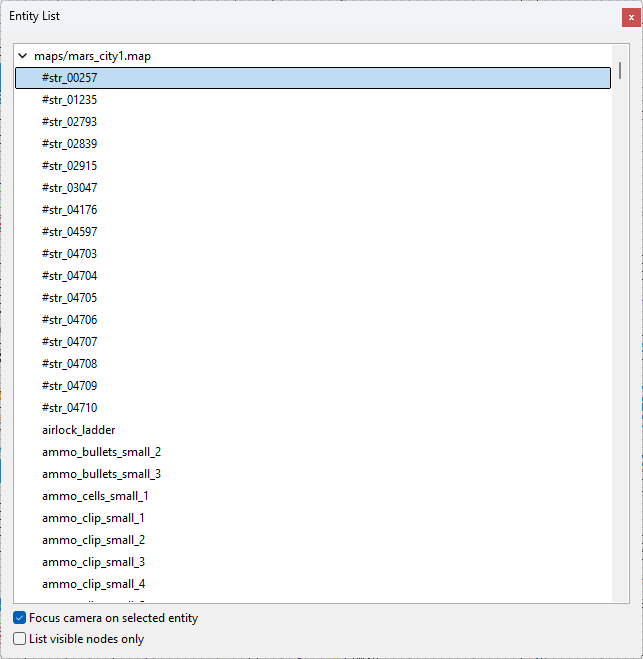 Entity List
x
maps/mars_city1.map
#str_00257
#str_01235
#str_02793
#str_02839
#str_02915
#str_03047
#str_04176
#str_04597
#str_04703
#str_04704
#str_04705
#str_04706
#str_04707
#str_04708
#str_04709
#str_04710
airlock_ladder
ammo_bullets_small_2
ammo_bullets_small_3
ammo_cells_small_1
ammo_clip_small_1
ammo_clip_small_2
ammo_clip_small_3
ammo_clip_small_4
Focus camera on selected entity
List visible nodes only